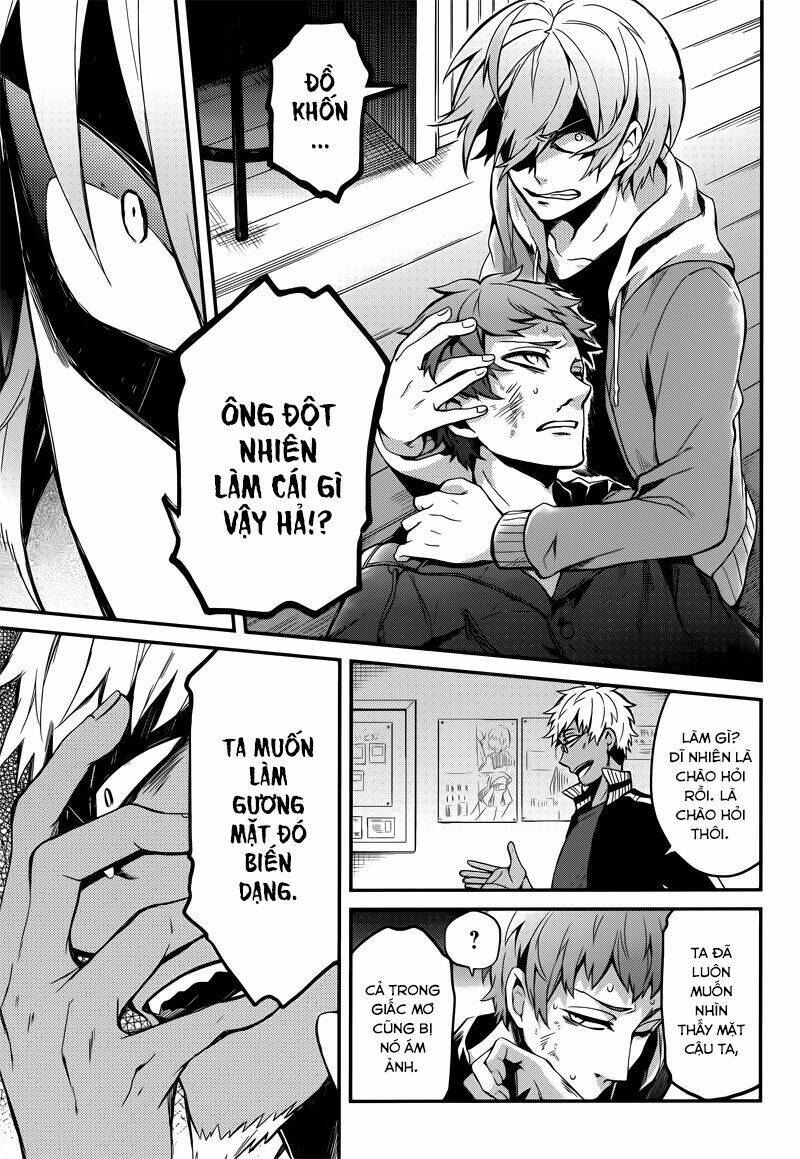 ĐỒ
KHỐN
...
ÔNG ĐỘT
NHIÊN
LÀM CÁI GÌ
VẬY HẢ!?
LÀM GÌ?
DĨ NHIÊN LÀ
CHÀO HỎI
RỒI. LÀ
CHÀO HỎI
THÔI.
TA ĐÃ
LUÔN
MUỐN
NHÌN
THẤY MẶT
CẬU TA,
?
CẢ TRONG
GIẤC MƠ
CŨNG BỊ
NÓ ÁM
ẢNH.
TA MUỐN
LÀM
GƯƠNG
MẶT ĐÓ
BIẾN
DẠNG.